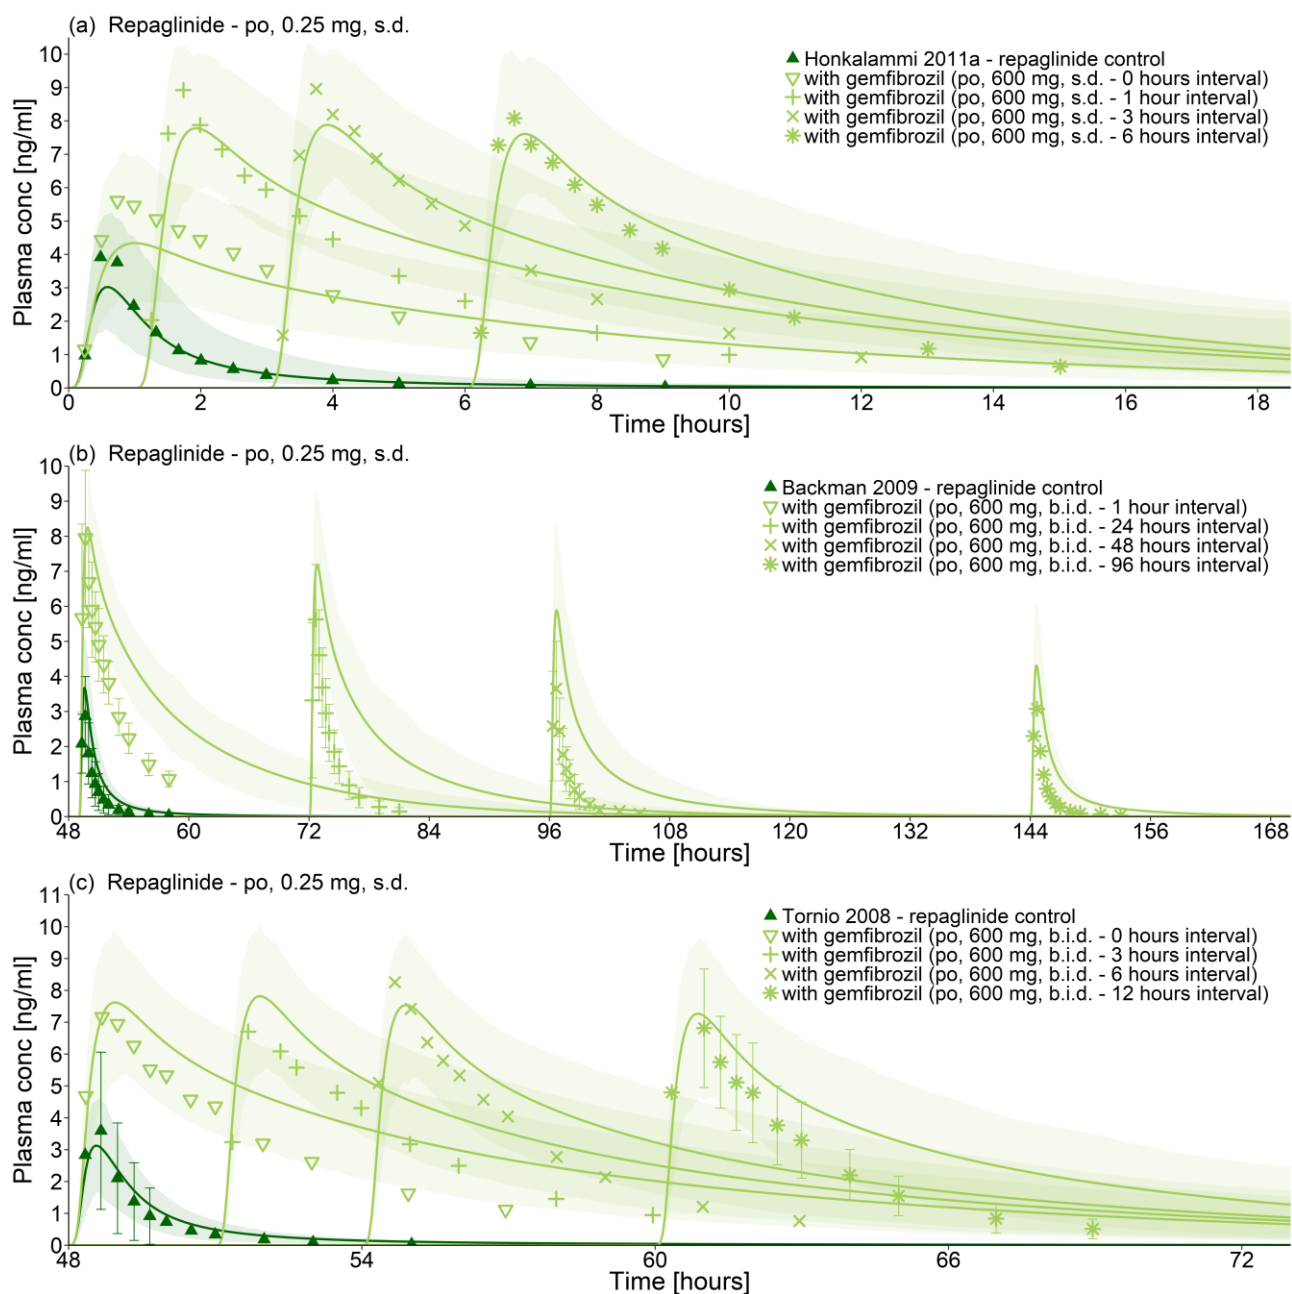 (a) Repaglinide - po, 0.25 mg, s.d.
Plasma conc [ng/ml]
10
9
8
7
6
5
4
3
2
1
0
Honkalammi 2011a - repaglinide control
with gemfibrozil (po, 600 mg, s.d. - 0 hours interval)
with gemfibrozil (po, 600 mg, s.d. - 1 hour interval)
with gemfibrozil (po, 600 mg, s.d. - 3 hours interval)
with gemfibrozil (po, 600 mg, s.d. - 6 hours interval)
0 2 4 6 8 10 12 14 16 18
Time [hours]
(b) Repaglinide - po, 0.25 mg, s.d.
Plasma conc [ng/ml]
10
9
8
7
6
5
4
3
2
1
0
Backman 2009 - repaglinide control
with gemfibrozil (po, 600 mg, b.i.d. - 1 hour interval)
with gemfibrozil (po, 600 mg, b.i.d. - 24 hours interval)
with gemfibrozil (po, 600 mg, b.i.d. - 48 hours interval)
with gemfibrozil (po, 600 mg, b.i.d. - 96 hours interval)
48 60 72 84 96 108 120 132 144 156 168
Time [hours]
(c) Repaglinide - po, 0.25 mg, s.d.
Plasma conc [ng/ml]
11
10
9
8
7
6
5
4
3
2
1
0
Tornio 2008 - repaglinide control
with gemfibrozil (po, 600 mg, b.i.d. - 0 hours interval)
with gemfibrozil (po, 600 mg, b.i.d. - 3 hours interval)
with gemfibrozil (po, 600 mg, b.i.d. - 6 hours interval)
with gemfibrozil (po, 600 mg, b.i.d. - 12 hours interval)
48 54 60 66 72
Time [hours]